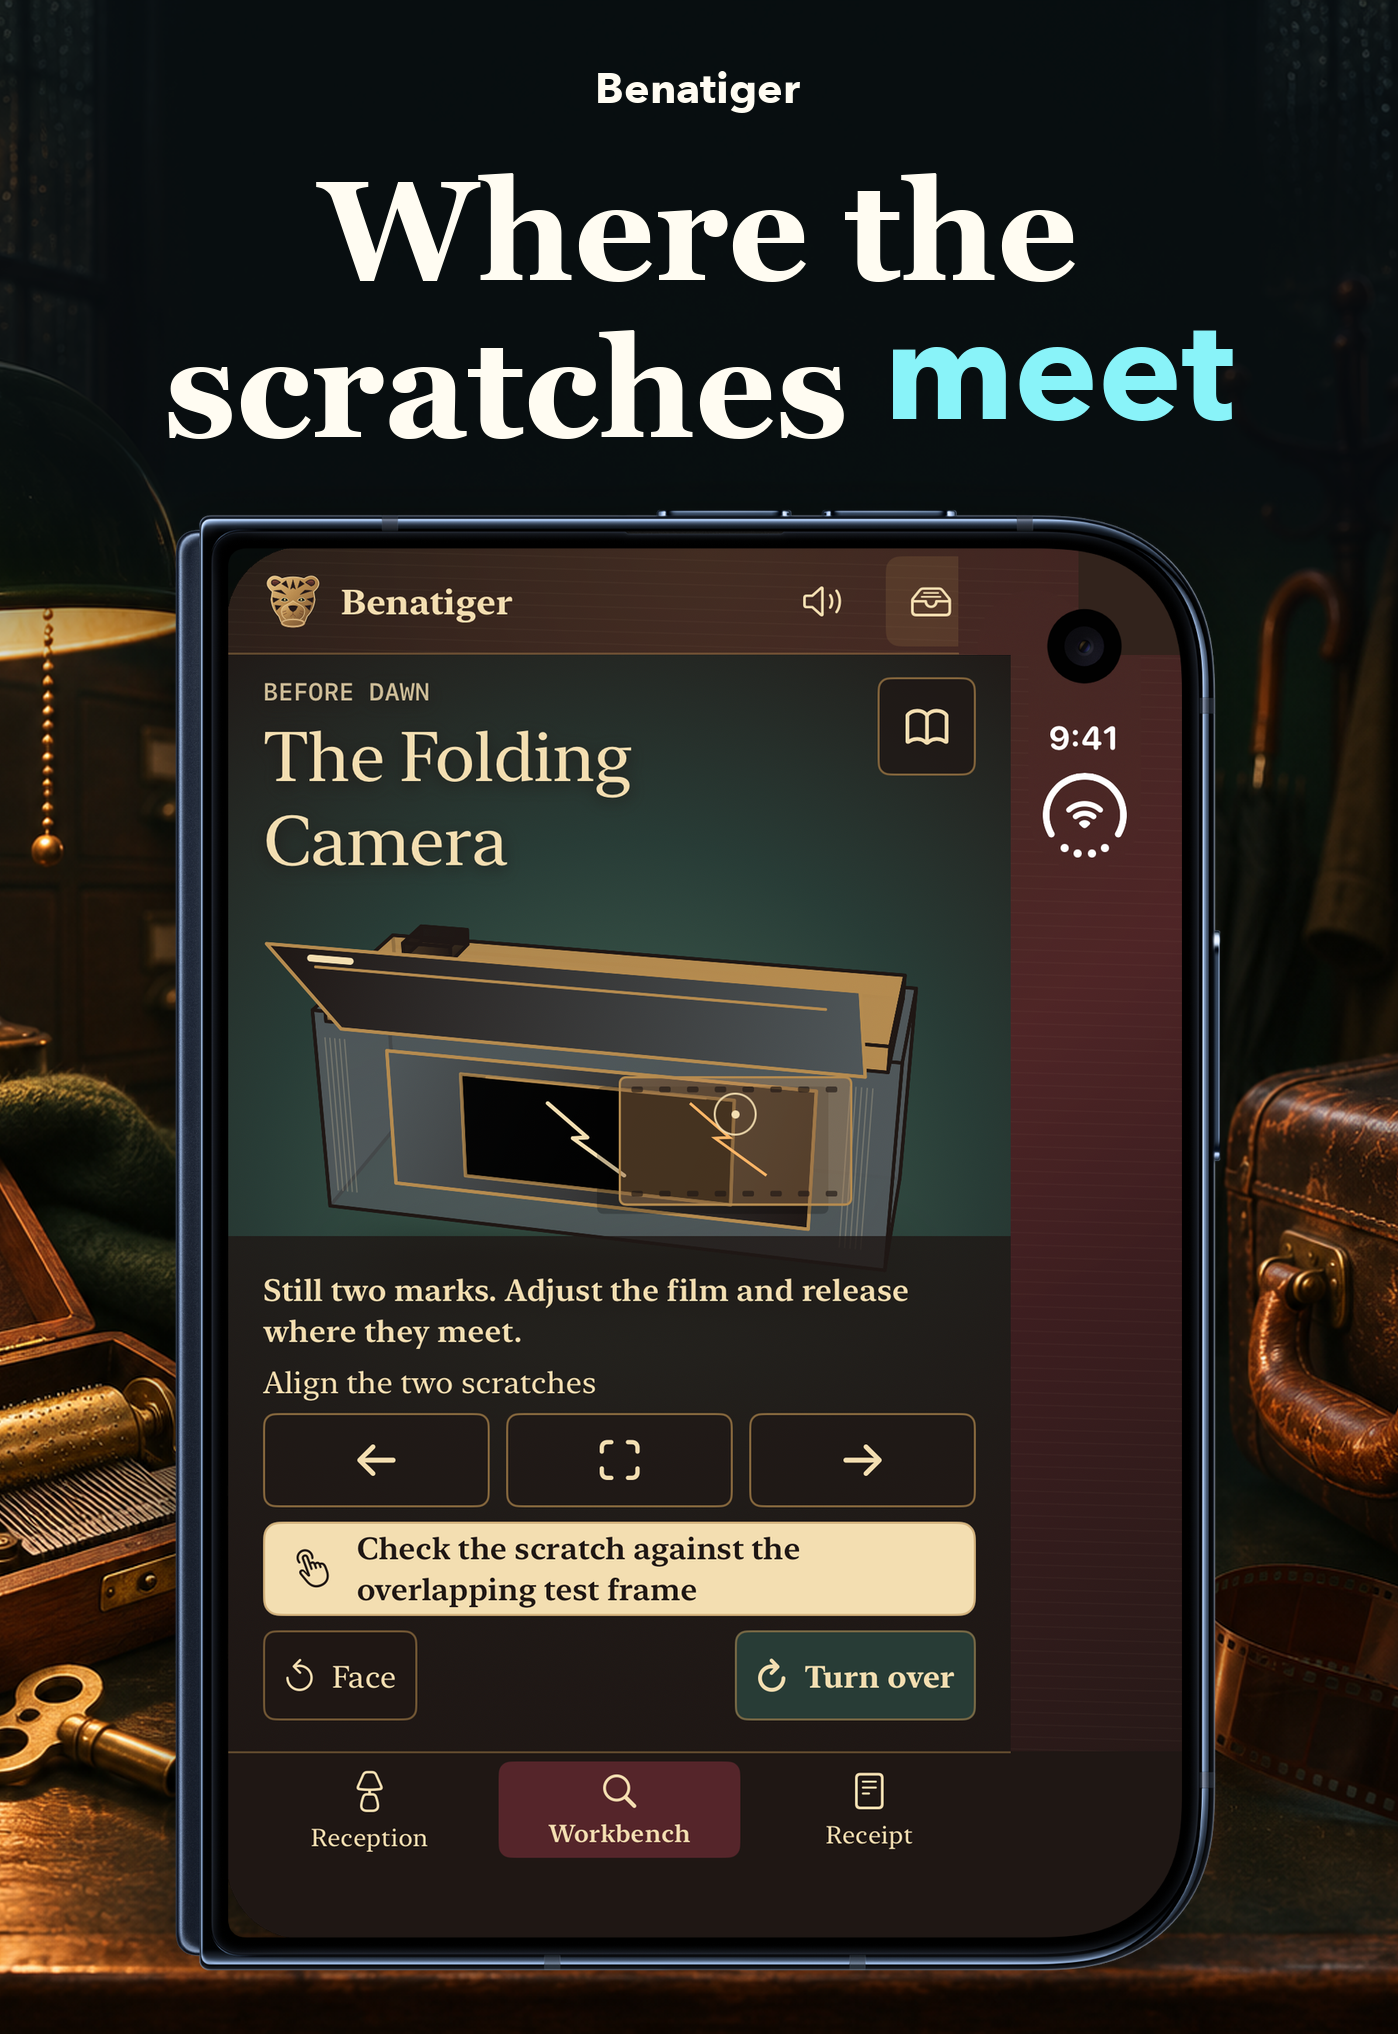 Benatiger
Where the
scratches meet
Benatiger
9:41
BEFORE DAWN
The Folding
Camera
Still two marks. Adjust the film and release
where they meet.
Align the two scratches
Check the scratch against the
overlapping test frame
Face
Turn over
Reception
Workbench
Receipt